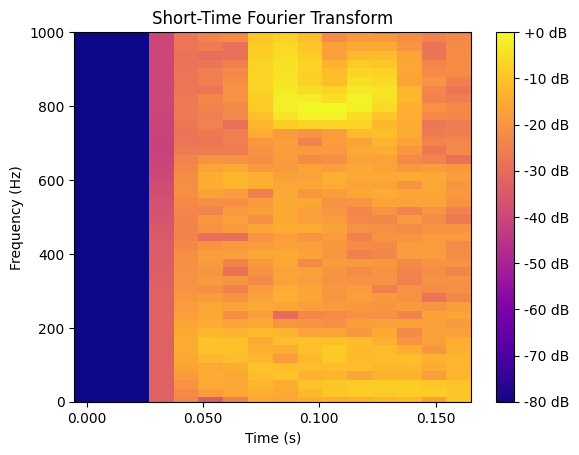 Short-Time Fourier Transform
1000
800
600
400
200
0
Frequency (Hz)
0.000
0.050
0.100
0.150
Time (s)
+0 dB
-10 dB
-20 dB
-30 dB
-40 dB
-50 dB
-60 dB
-70 dB
-80 dB